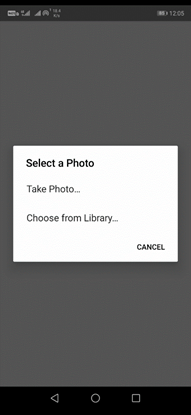 12:05
Select a Photo
Take Photo...
Choose from Library...
CANCEL